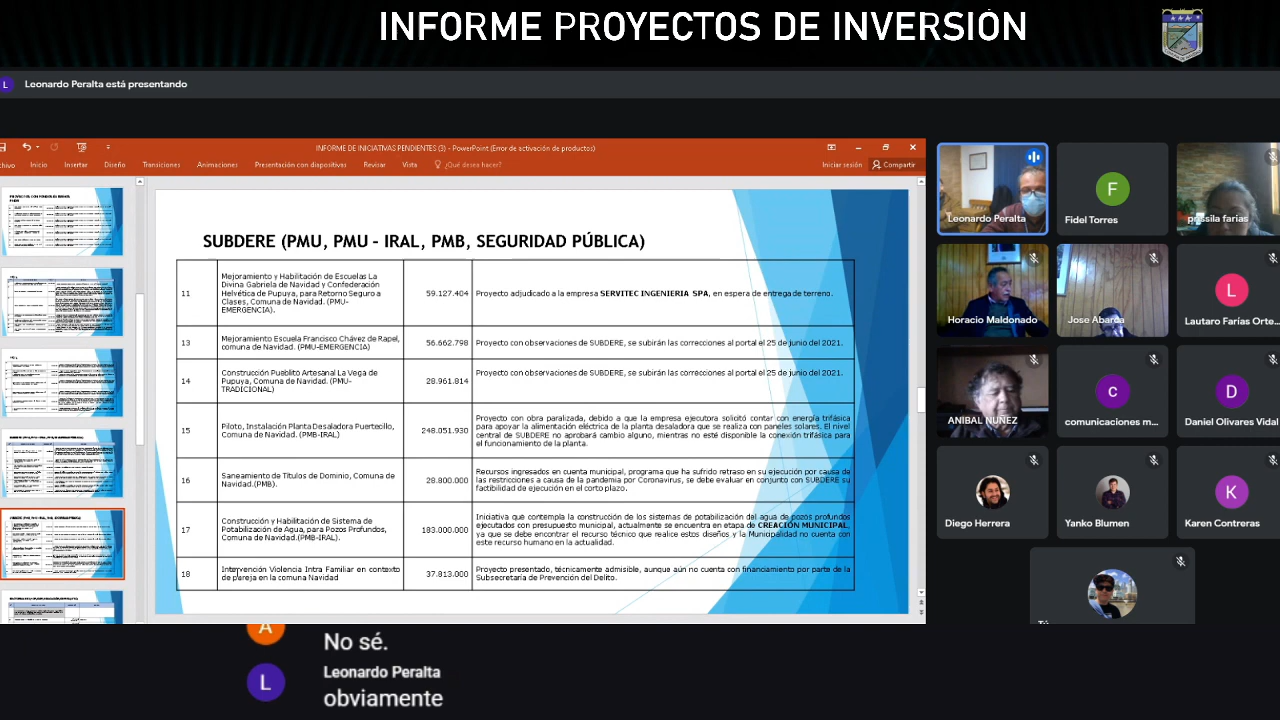 INFORME PROYECTOS DE INVERSIÓN
L
Leonardo Peralta está presentando
INFORME DE INICIATIVAS PENDIENTES (3) - PowerPoint (Error de activación de productos)
Inicio
Insertar
Diseño
Transiciones
Animaciones
Presentación con diapositivas
Revisar
Vista
¿Qué desea hacer?
Iniciar sesión
Compartir
SUBDERE (PMU, PMU - IRAL, PMB, SEGURIDAD PÚBLICA)
11
Mejoramiento y Habilitación de Escuelas La
Divina Gabriela de Navidad y Confederación
Helvética de Pupuya, para Retorno Seguro a
Clases, Comuna de Navidad. (PMU-
EMERGENCIA).
59.127.404
Proyecto adjudicado a la empresa SERVITEC INGENIERIA SPA, en espera de entrega de terreno.
13
Mejoramiento Escuela Francisco Chávez de Rapel,
comuna de Navidad. (PMU-EMERGENCIA)
56.662.798
Proyecto con observaciones de SUBDERE, se subirán las correcciones al portal el 25 de junio del 2021.
14
Construcción Pueblito Artesanal La Vega de
Pupuya, Comuna de Navidad. (PMU-
TRADICIONAL)
28.961.814
Proyecto con observaciones de SUBDERE, se subirán las correcciones al portal el 25 de junio del 2021.
15
Piloto, Instalación Planta Desaladora Puertecillo,
Comuna de Navidad. (PMB-IRAL)
248.051.930
Proyecto con obra paralizada, debido a que la empresa ejecutora solicitó contar con energía trifásica
para apoyar la alimentación eléctrica de la planta desaladora que se realiza con paneles solares. El nivel
central de SUBDERE no aprobará cambio alguno, mientras no esté disponible la conexión trifásica para
el funcionamiento de la planta.
16
Saneamiento de Títulos de Dominio, Comuna de
Navidad.(PMB).
28.800.000
Recursos ingresados en cuenta municipal, programa que ha sufrido retraso en su ejecución por causa de
las restricciones a causa de la pandemia por Coronavirus, se debe evaluar en conjunto con SUBDERE su
factibilidad de ejecución en el corto plazo.
17
Construcción y Habilitación de Sistema de
Potabilización de Agua, para Pozos Profundos,
Comuna de Navidad.(PMB-IRAL).
183.000.000
Iniciativa que contempla la construcción de los sistemas de potabilización del agua de pozos profundos
ejecutados con presupuesto municipal, actualmente se encuentra en etapa de CREACIÓN MUNICIPAL,
ya que se debe encontrar el recurso técnico que realice estos diseños y la Municipalidad no cuenta con
este recurso humano en la actualidad.
18
Intervención Violencia Intra Familiar en contexto
de pareja en la comuna Navidad
37.813.000
Proyecto presentado, técnicamente admisible, aunque aún no cuenta con financiamiento por parte de la
Subsecretaría de Prevención del Delito.
Leonardo Peralta
F
Fidel Torres
prissila farias
Horacio Maldonado
Jose Abarca
L
Lautaro Farías Orte...
ANIBAL NUÑEZ
c
comunicaciones m...
D
Daniel Olivares Vidal
Diego Herrera
Yanko Blumen
K
Karen Contreras
Tú
A
No sé.
L
Leonardo Peralta
obviamente